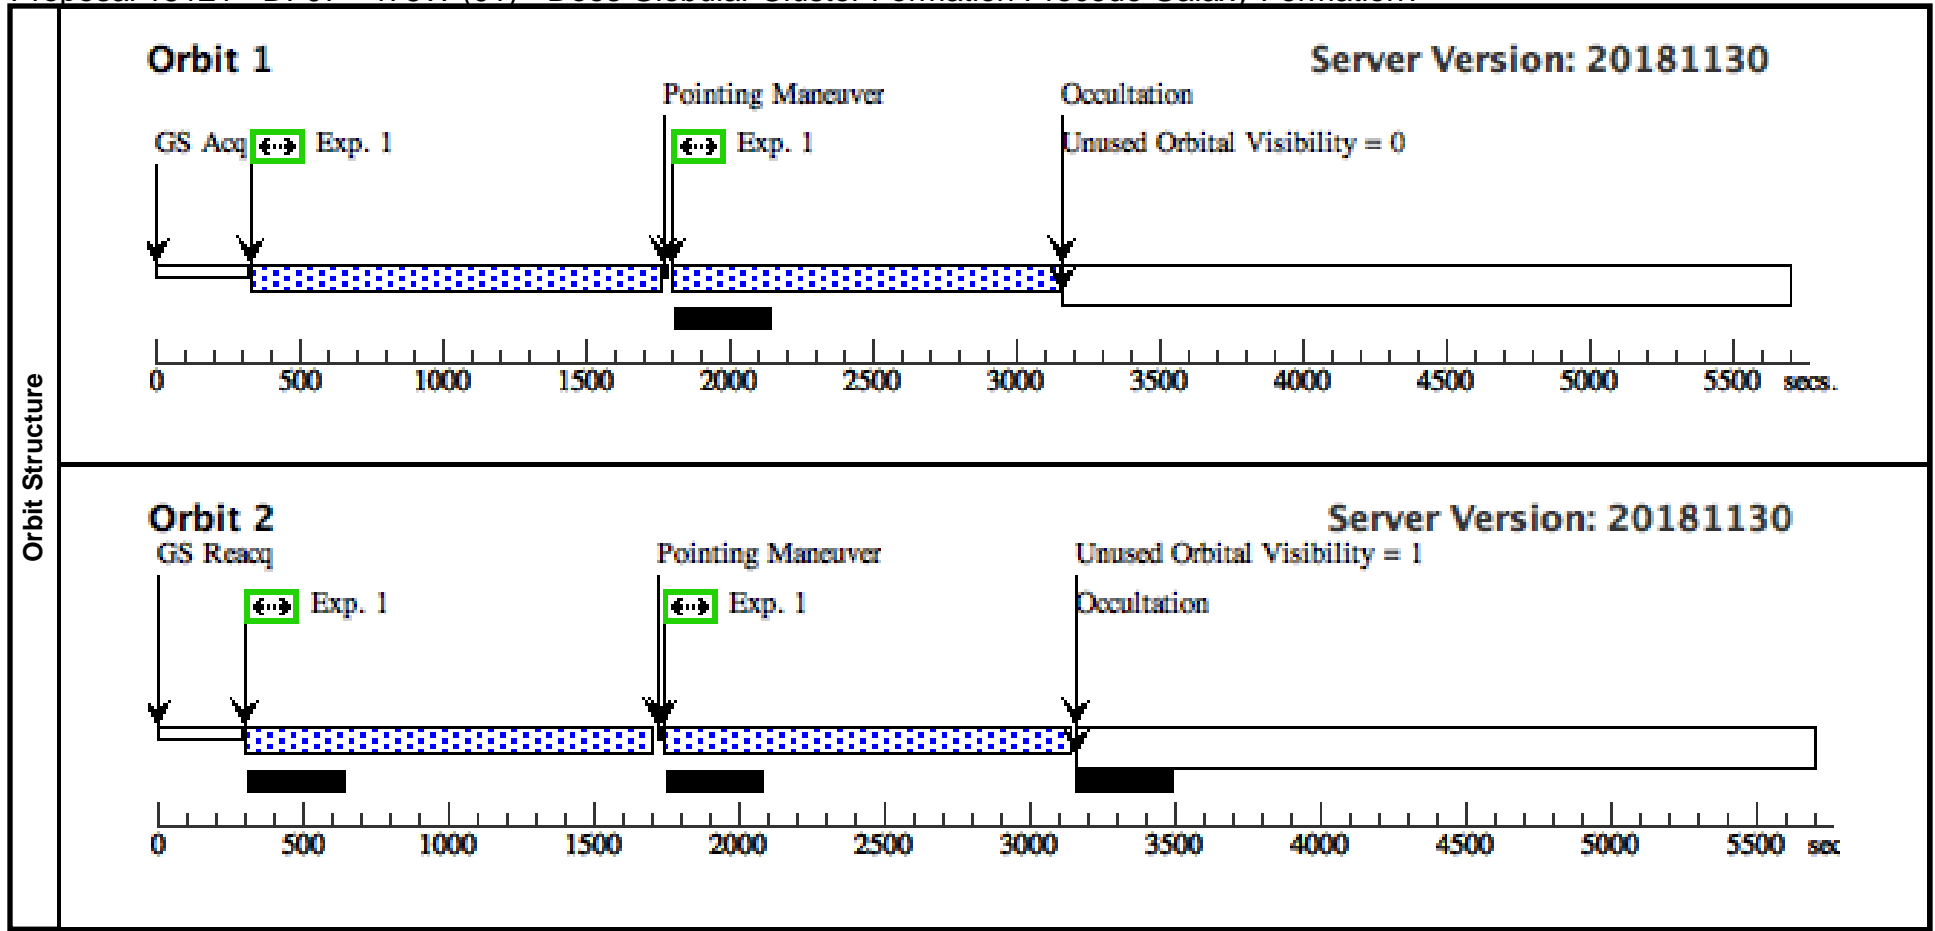 Orbit Structure
Orbit 1
Server Version: 20181130
Pointing Maneuver
Occultation
GS Acq
Exp. 1
Exp. 1
Unused Orbital Visibility = 0
0 500 1000 1500 2000 2500 3000 3500 4000 4500 5000 5500 secs.
Orbit 2
Server Version: 20181130
GS Reacq
Pointing Maneuver
Unused Orbital Visibility = 1
Exp. 1
Exp. 1
Occultation
0 500 1000 1500 2000 2500 3000 3500 4000 4500 5000 5500 sec